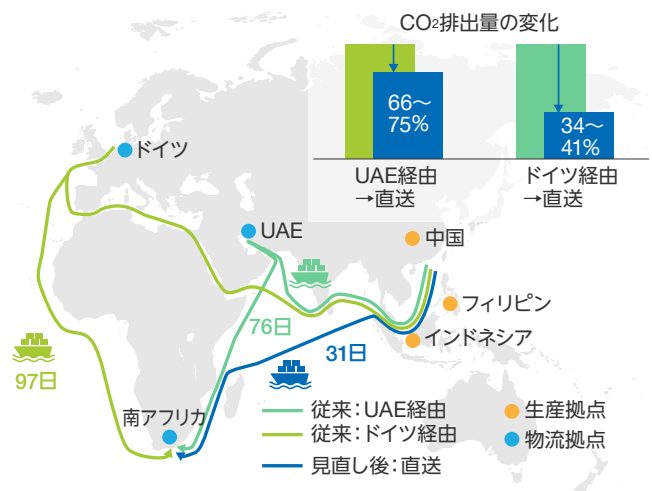 CO2排出量の変化
66〜
75%
34〜
41%
UAE経由
→直送
ドイツ経由
→直送
ドイツ
UAE
中国
フィリピン
インドネシア
76日
31日
97日
南アフリカ
従来：UAE経由
従来：ドイツ経由
見直し後：直送
生産拠点
物流拠点